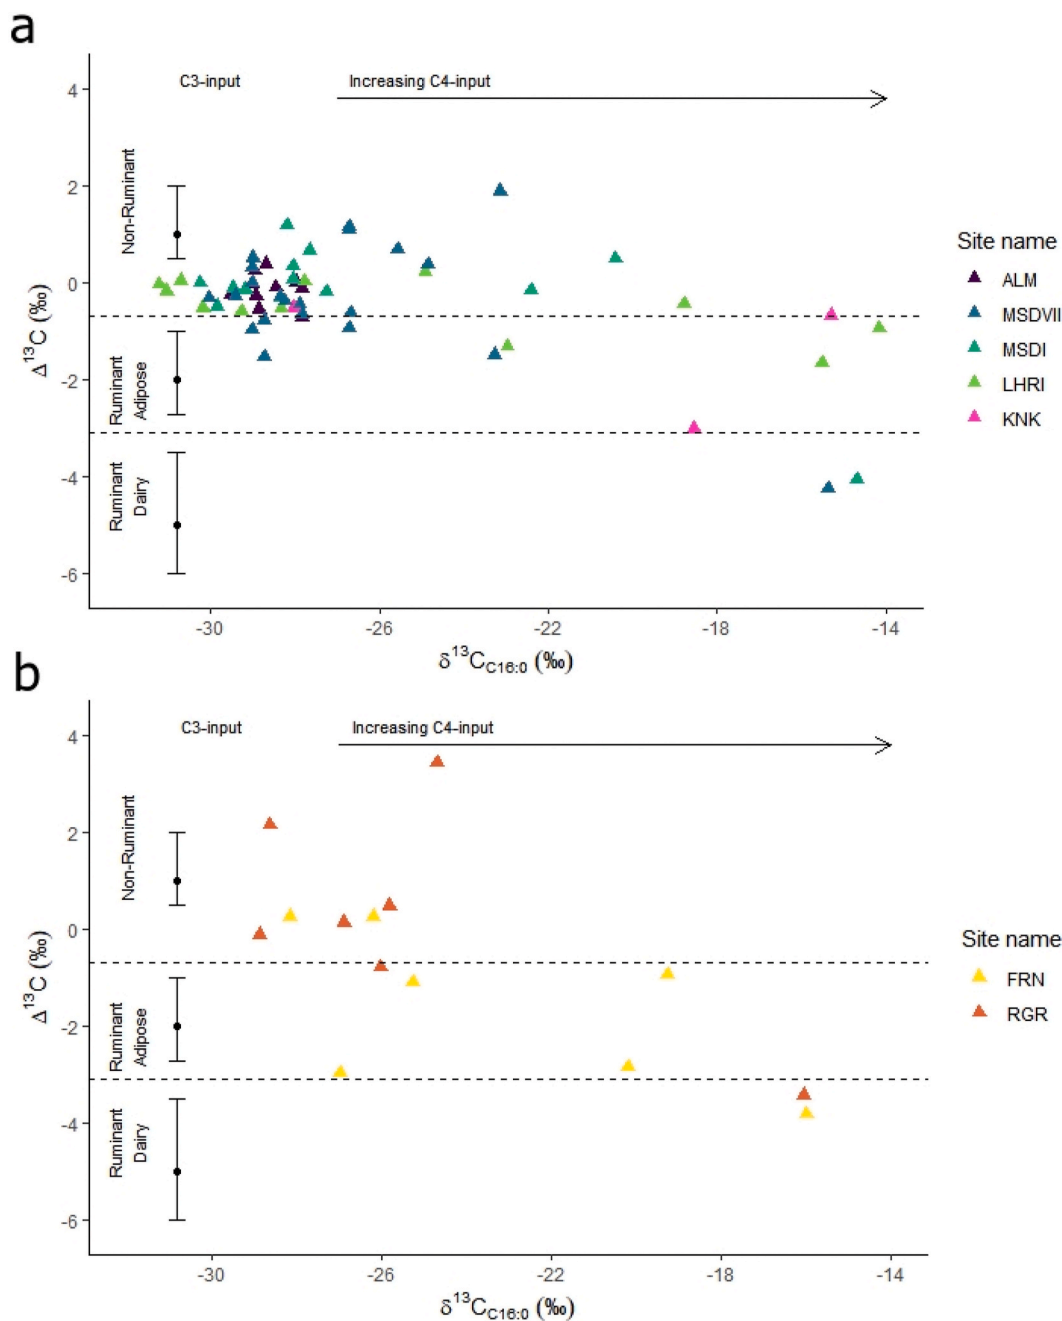 a
C3-input
Increasing C4-input
4
2
0
-2
-4
-6
Δ¹³C (‰)
Non-Ruminant
Ruminant
Adipose
Ruminant
Dairy
-30
-26
-22
-18
-14
δ¹³C_C16:0 (‰)
Site name
ALM
MSDVII
MSDI
LHRI
KNK
b
C3-input
Increasing C4-input
4
2
0
-2
-4
-6
Δ¹³C (‰)
Non-Ruminant
Ruminant
Adipose
Ruminant
Dairy
-30
-26
-22
-18
-14
δ¹³C_C16:0 (‰)
Site name
FRN
RGR